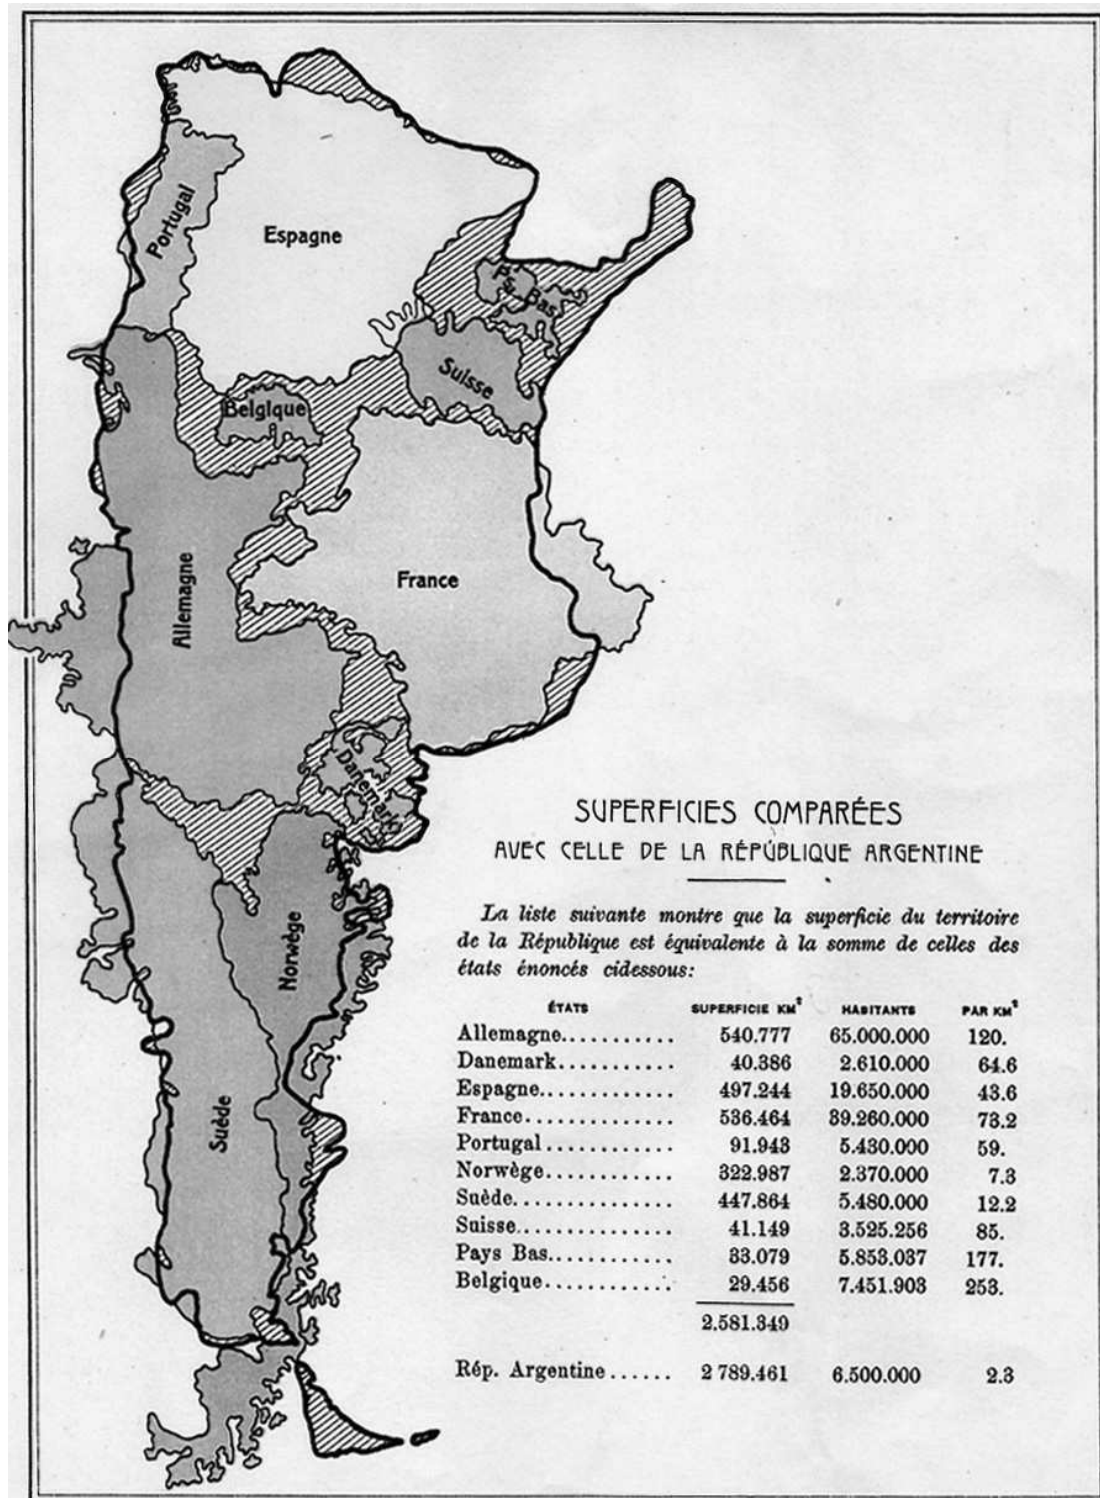 Portugal
Espagne
Ps. Bas
Suisse
Belgique
Allemagne
France
Danemark
Norwège
Suède
SUPERFICIES COMPARÉES
AVEC CELLE DE LA RÉPÚBLIQUE ARGENTINE
La liste suivante montre que la superficie du territoire
de la République est équivalente à la somme de celles des
états énoncés cidessous:
ÉTATS SUPERFICIE KM² HABITANTS PAR KM²
Allemagne........... 540.777 65.000.000 120.
Danemark........... 40.386 2.610.000 64.6
Espagne............. 497.244 19.650.000 43.6
France.............. 536.464 39.260.000 73.2
Portugal............ 91.943 5.430.000 59.
Norwège............ 322.987 2.370.000 7.3
Suède............... 447.864 5.480.000 12.2
Suisse............... 41.149 3.525.256 85.
Pays Bas............ 33.079 5.853.037 177.
Belgique............ 29.456 7.451.903 253.
2.581.349
Rép. Argentine...... 2 789.461 6.500.000 2.3